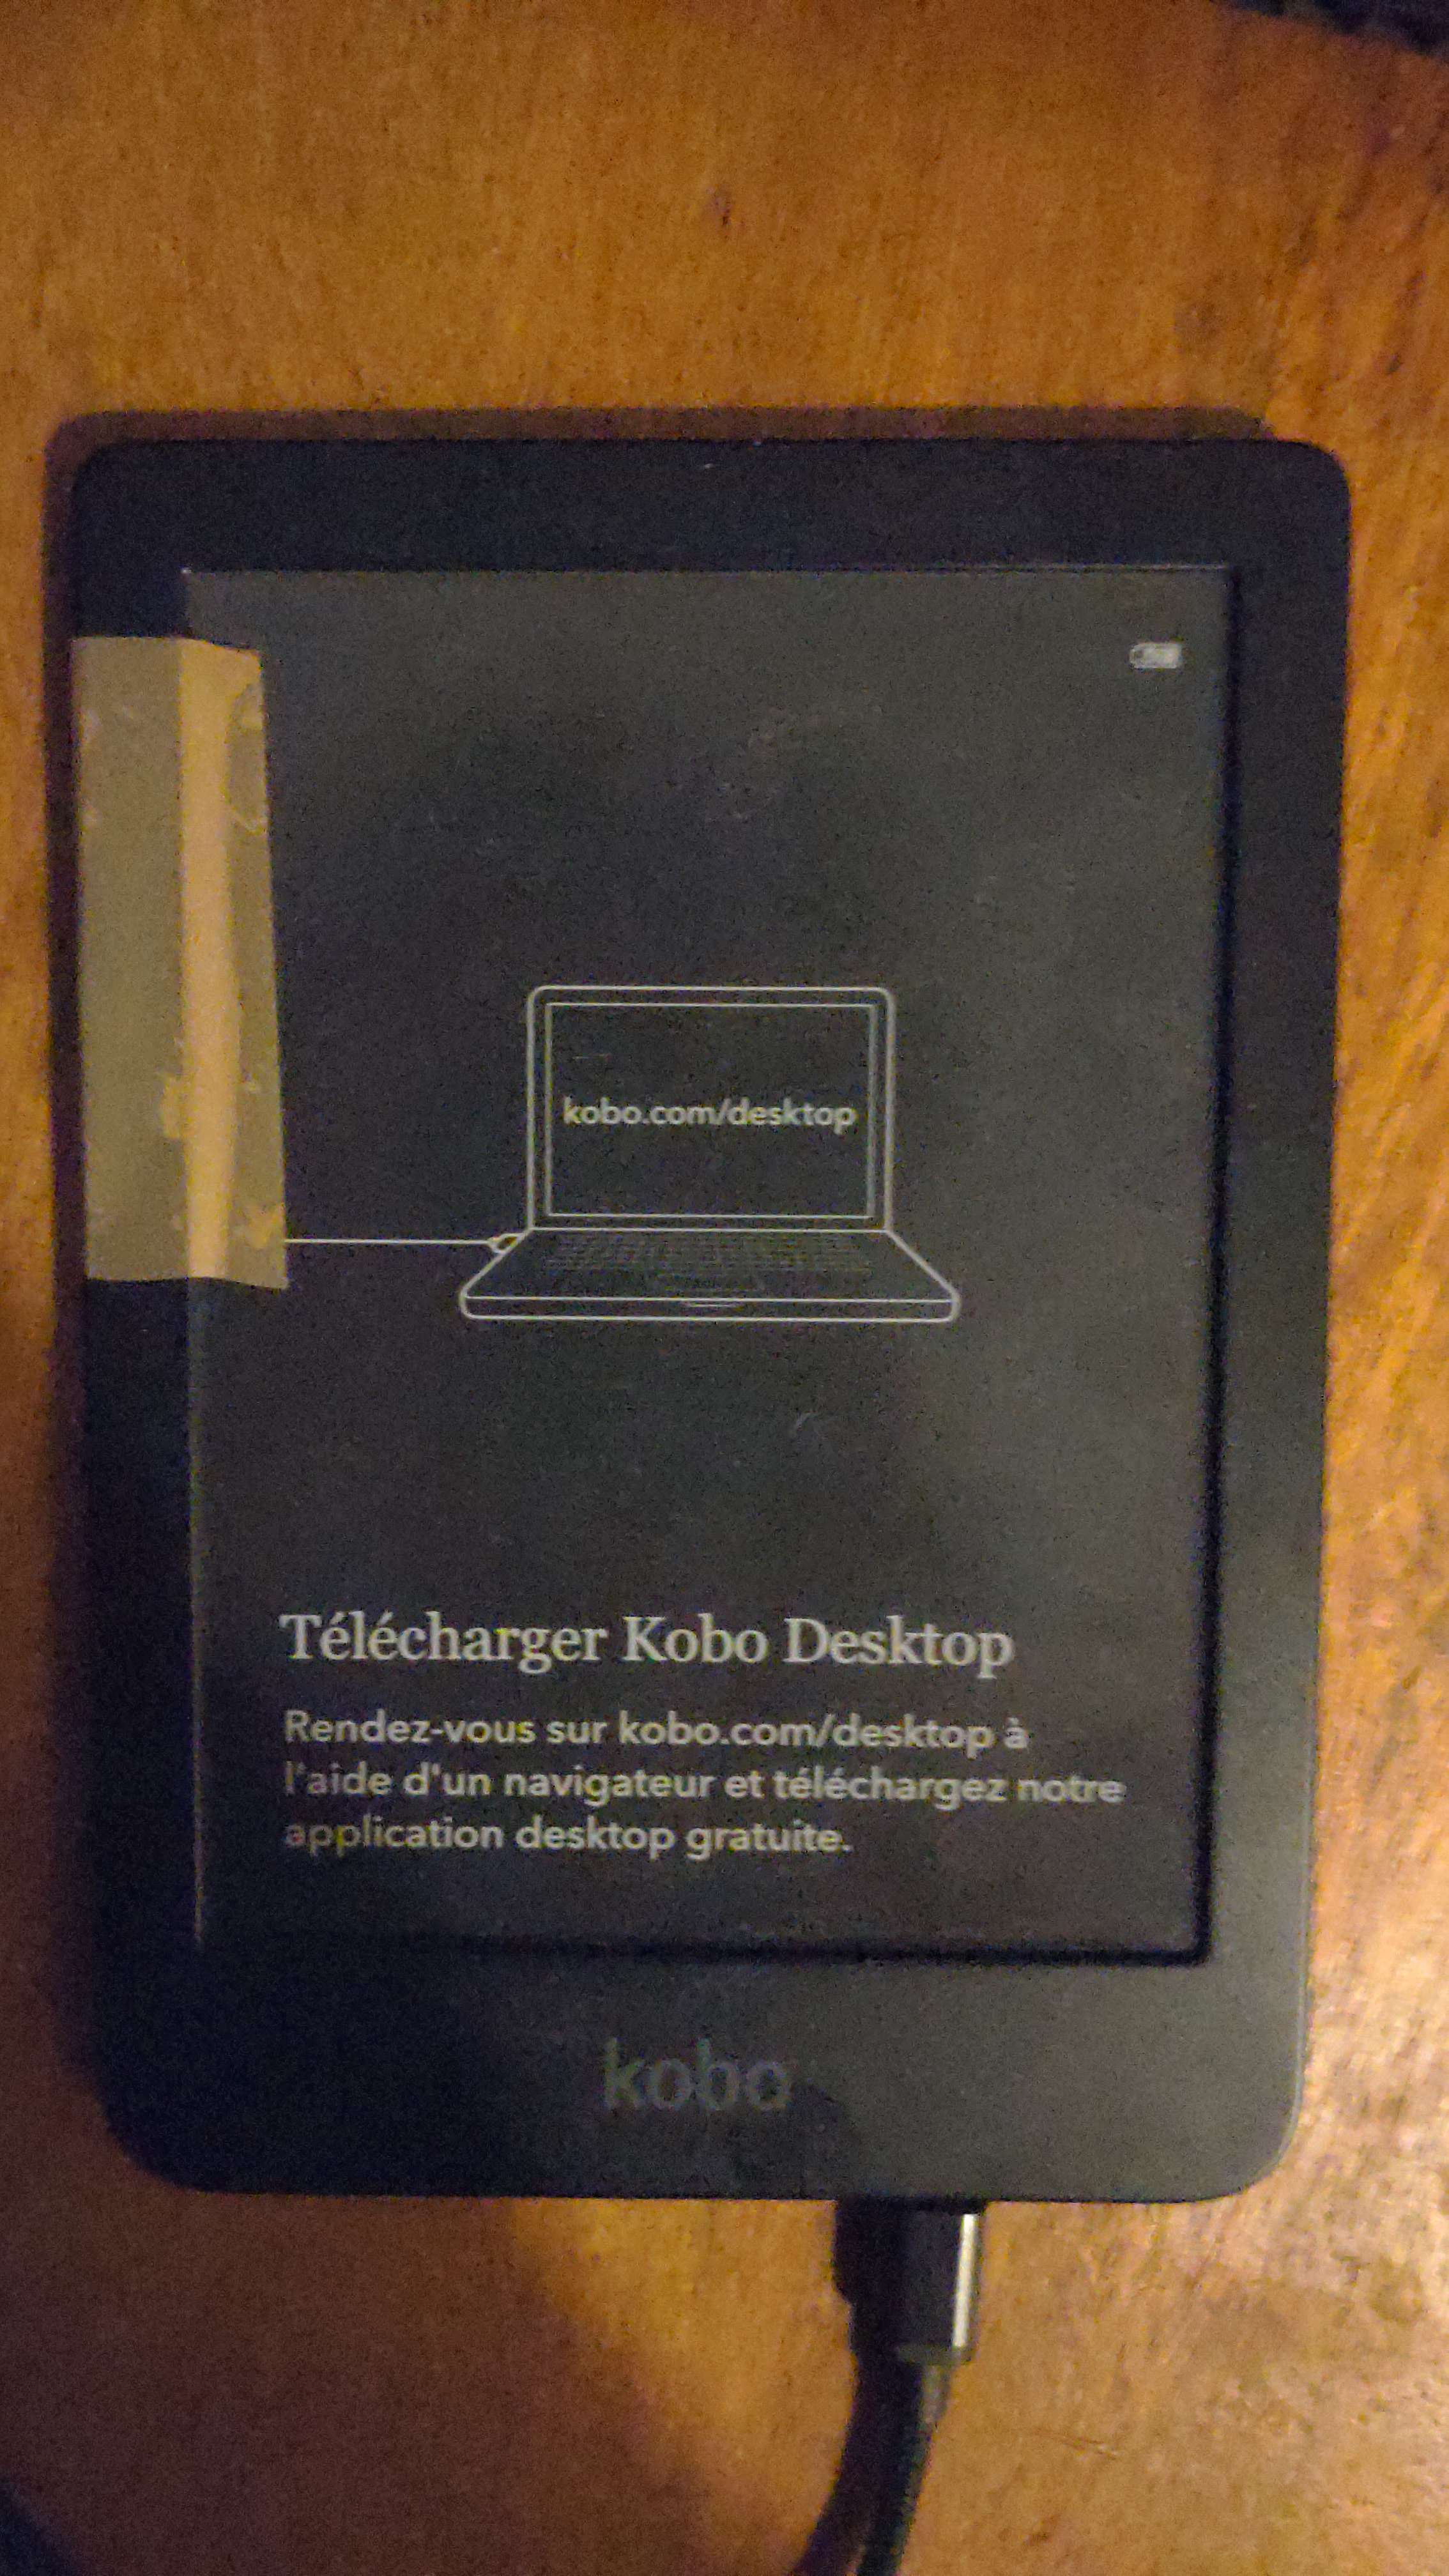 kobo.com/desktop
Télécharger Kobo Desktop
Rendez-vous sur kobo.com/desktop à
l'aide d'un navigateur et téléchargez notre
application desktop gratuite.
kobo